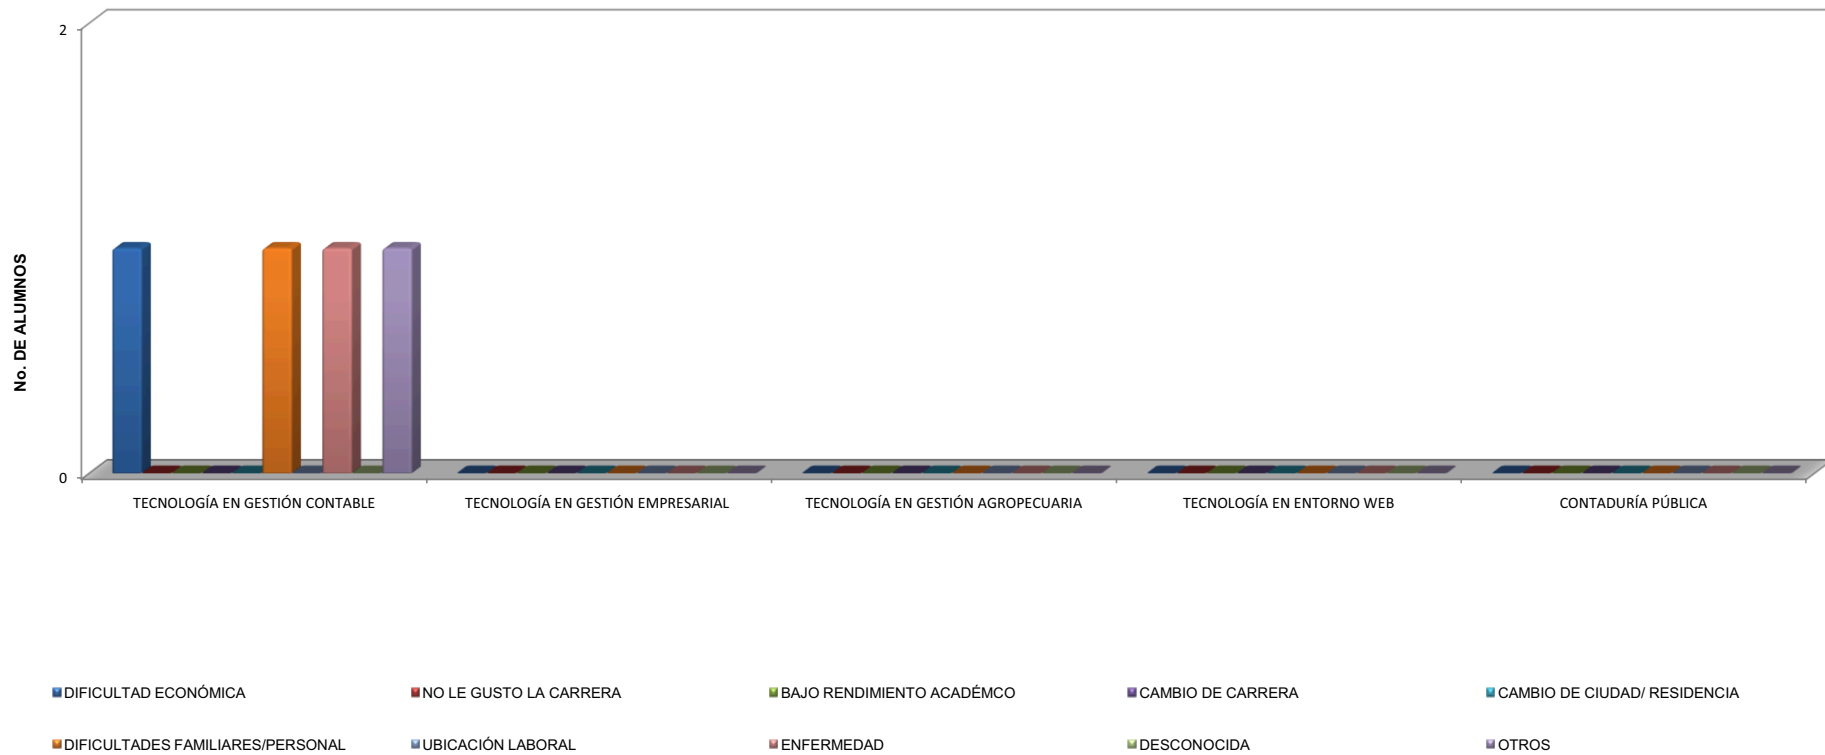 2
No. DE ALUMNOS
0
TECNOLOGÍA EN GESTIÓN CONTABLE
TECNOLOGÍA EN GESTIÓN EMPRESARIAL
TECNOLOGÍA EN GESTIÓN AGROPECUARIA
TECNOLOGÍA EN ENTORNO WEB
CONTADURÍA PÚBLICA
DIFICULTAD ECONÓMICA
NO LE GUSTO LA CARRERA
BAJO RENDIMIENTO ACADÉMCO
CAMBIO DE CARRERA
CAMBIO DE CIUDAD/ RESIDENCIA
DIFICULTADES FAMILIARES/PERSONAL
UBICACIÓN LABORAL
ENFERMEDAD
DESCONOCIDA
OTROS